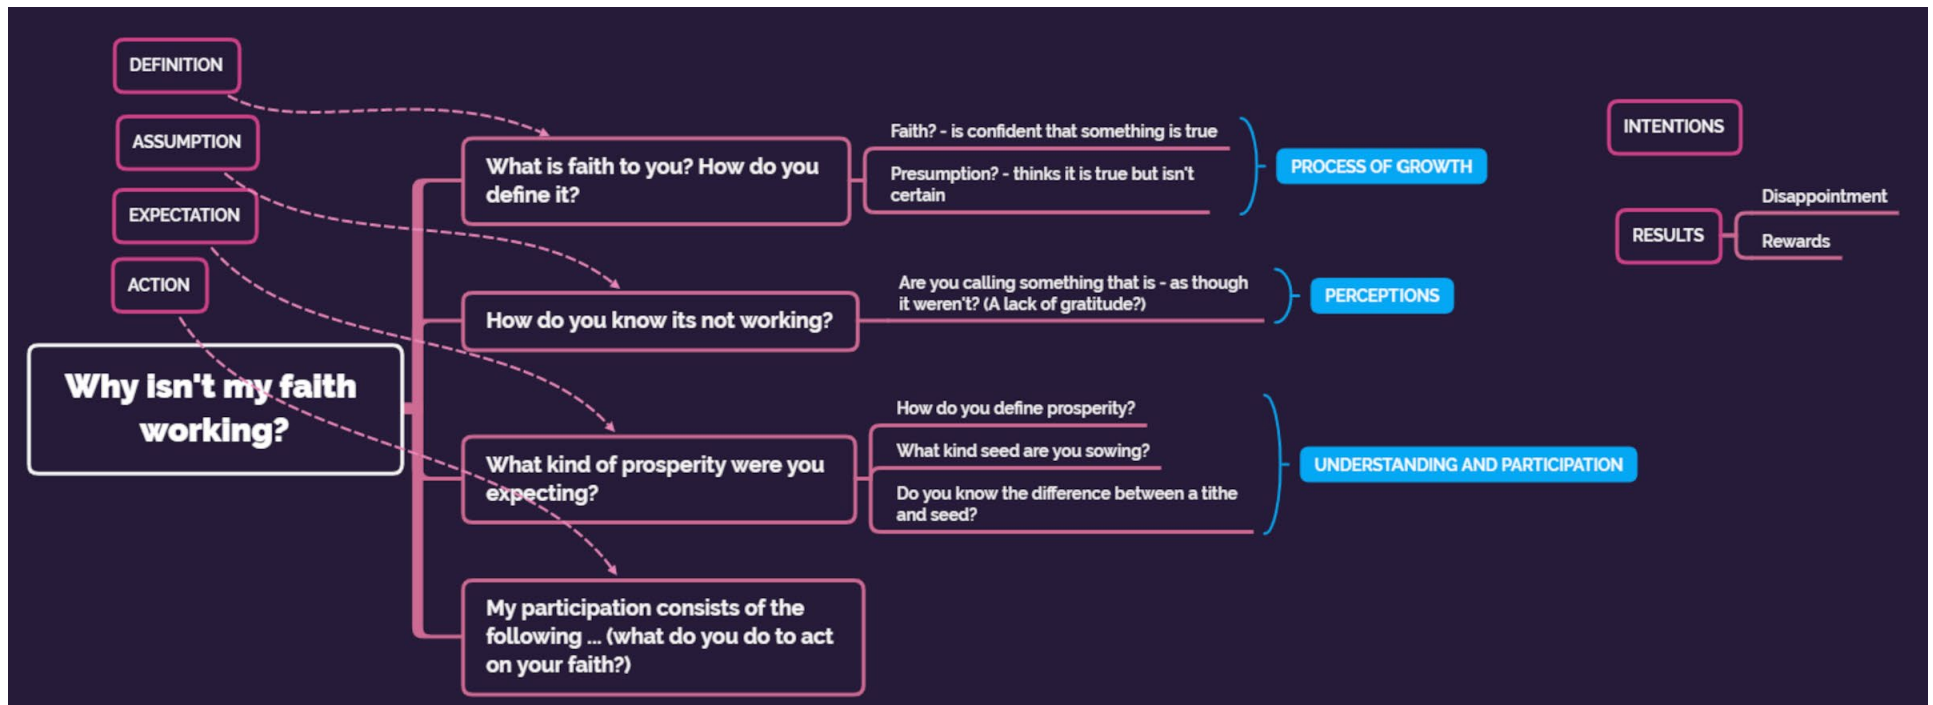 DEFINITION
ASSUMPTION
EXPECTATION
ACTION
Why isn't my faith
working?
What is faith to you? How do you
define it?
Faith? - is confident that something is true
Presumption? - thinks it is true but isn't
certain
PROCESS OF GROWTH
How do you know its not working?
Are you calling something that is - as though
it weren't? (A lack of gratitude?)
PERCEPTIONS
What kind of prosperity were you
expecting?
How do you define prosperity?
What kind seed are you sowing?
Do you know the difference between a tithe
and seed?
UNDERSTANDING AND PARTICIPATION
My participation consists of the
following ... (what do you do to act
on your faith?)
INTENTIONS
RESULTS
Disappointment
Rewards